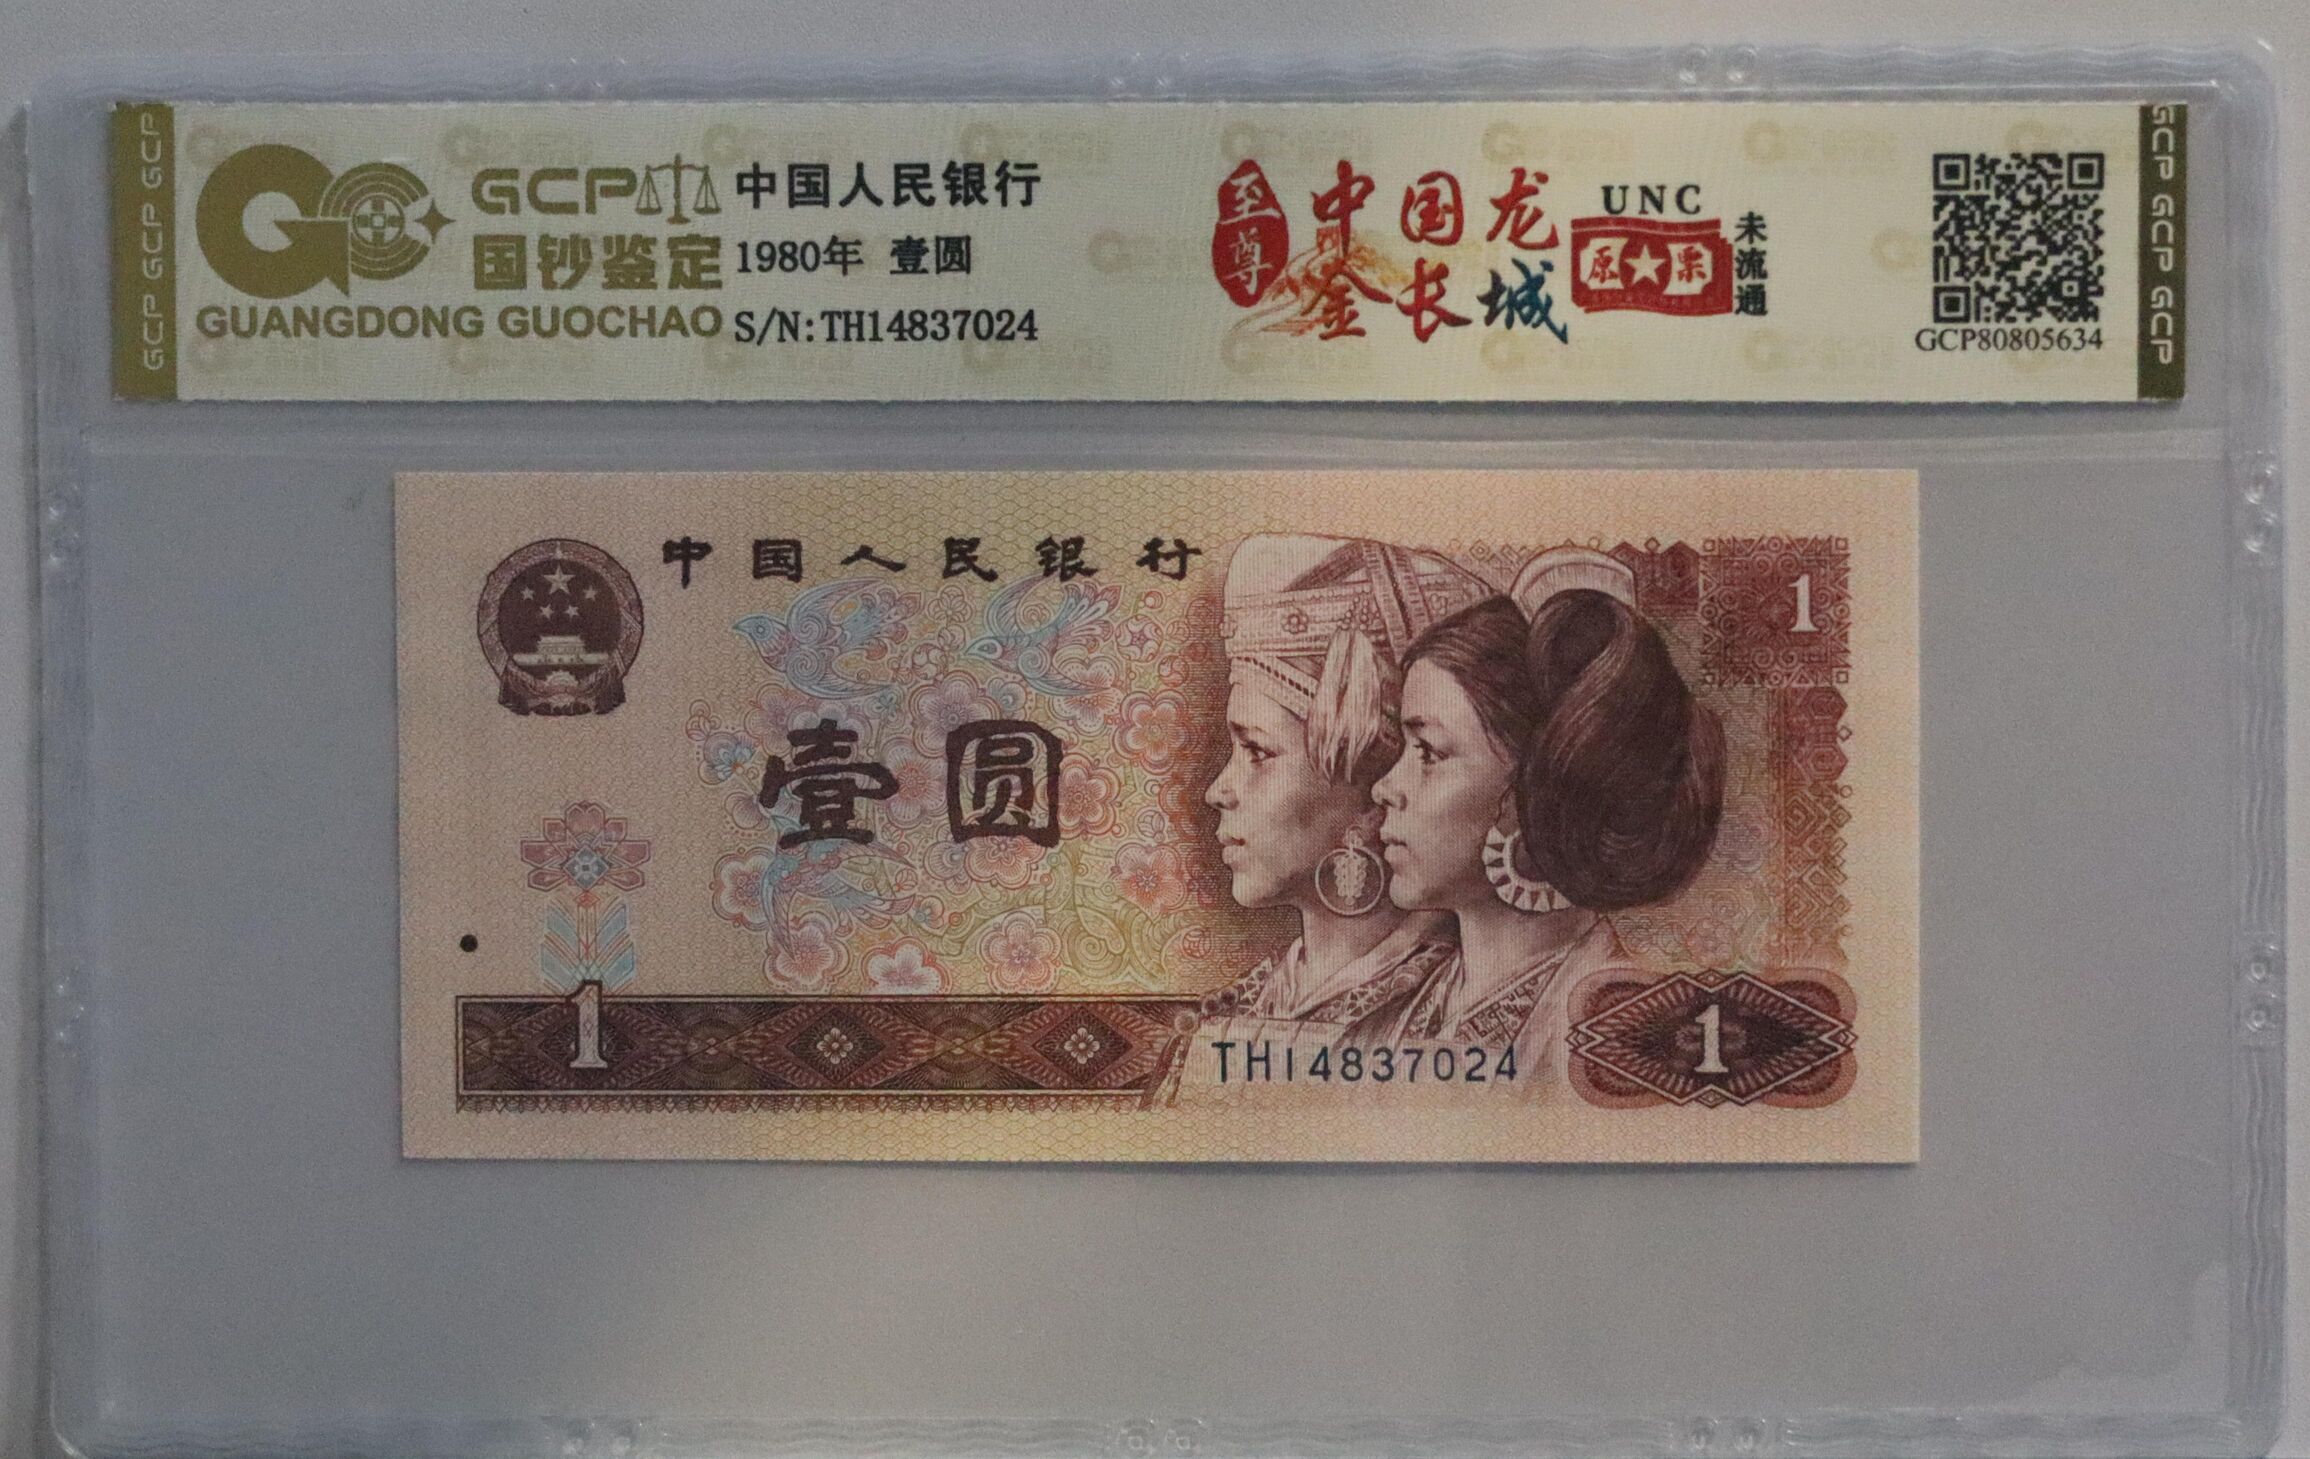 GCP GCP GCP
GCP
国钞鉴定
GUANGDONG GUOCHAO
中国人民银行
1980年 壹圆
S/N:TH14837024
至尊
中国龙
金长城
UNC
原★票
未流通
GCP80805634
GCP GCP GCP
中国人民银行
1
壹圆
1
1
TH14837024